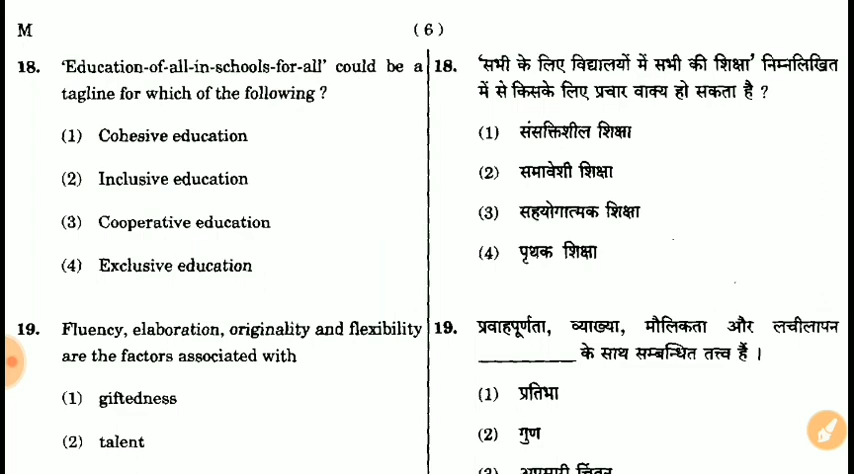 M
( 6 )
18. 'Education-of-all-in-schools-for-all' could be a
tagline for which of the following ?
(1) Cohesive education
(2) Inclusive education
(3) Cooperative education
(4) Exclusive education
19. Fluency, elaboration, originality and flexibility
are the factors associated with
(1) giftedness
(2) talent
18. 'सभी के लिए विद्यालयों में सभी की शिक्षा' निम्नलिखित
में से किसके लिए प्रचार वाक्य हो सकता है ?
(1) संसक्तिशील शिक्षा
(2) समावेशी शिक्षा
(3) सहयोगात्मक शिक्षा
(4) पृथक शिक्षा
19. प्रवाहपूर्णता, व्याख्या, मौलिकता और लचीलापन
__________ के साथ सम्बन्धित तत्त्व हैं ।
(1) प्रतिभा
(2) गुण